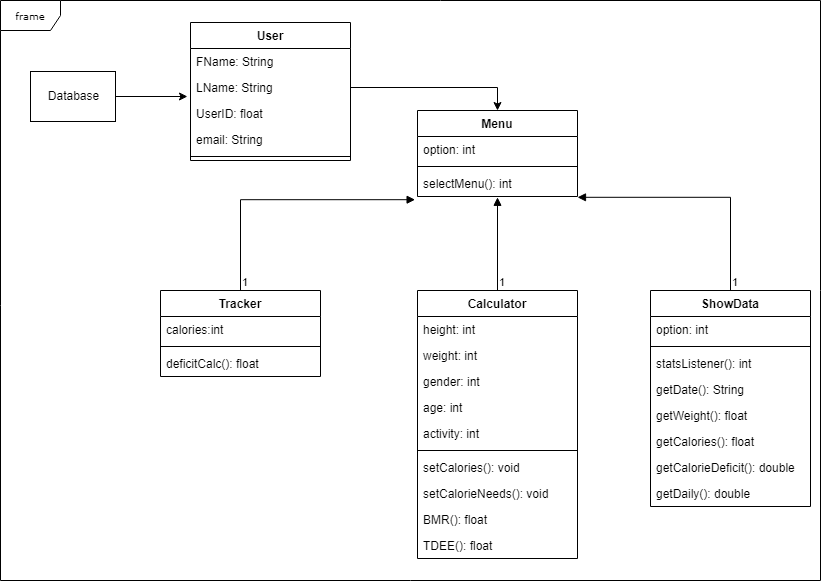 frame
User
FName: String
LName: String
UserID: float
email: String
Database
Menu
option: int
selectMenu(): int
1
Tracker
calories:int
deficitCalc(): float
1
Calculator
height: int
weight: int
gender: int
age: int
activity: int
setCalories(): void
setCalorieNeeds(): void
BMR(): float
TDEE(): float
1
ShowData
option: int
statsListener(): int
getDate(): String
getWeight(): float
getCalories(): float
getCalorieDeficit(): double
getDaily(): double